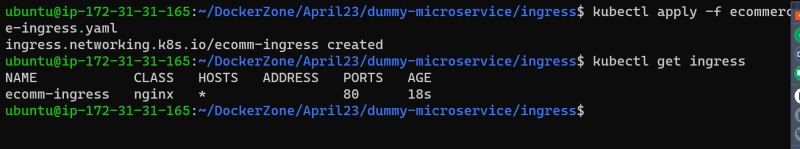 ubuntu@ip-172-31-31-165:~/DockerZone/April23/dummy-microservice/ingress$ kubectl apply -f ecommerc
e-ingress.yaml
ingress.networking.k8s.io/ecomm-ingress created
ubuntu@ip-172-31-31-165:~/DockerZone/April23/dummy-microservice/ingress$ kubectl get ingress
NAME            CLASS   HOSTS   ADDRESS   PORTS   AGE
ecomm-ingress   nginx   *                 80      18s
ubuntu@ip-172-31-31-165:~/DockerZone/April23/dummy-microservice/ingress$